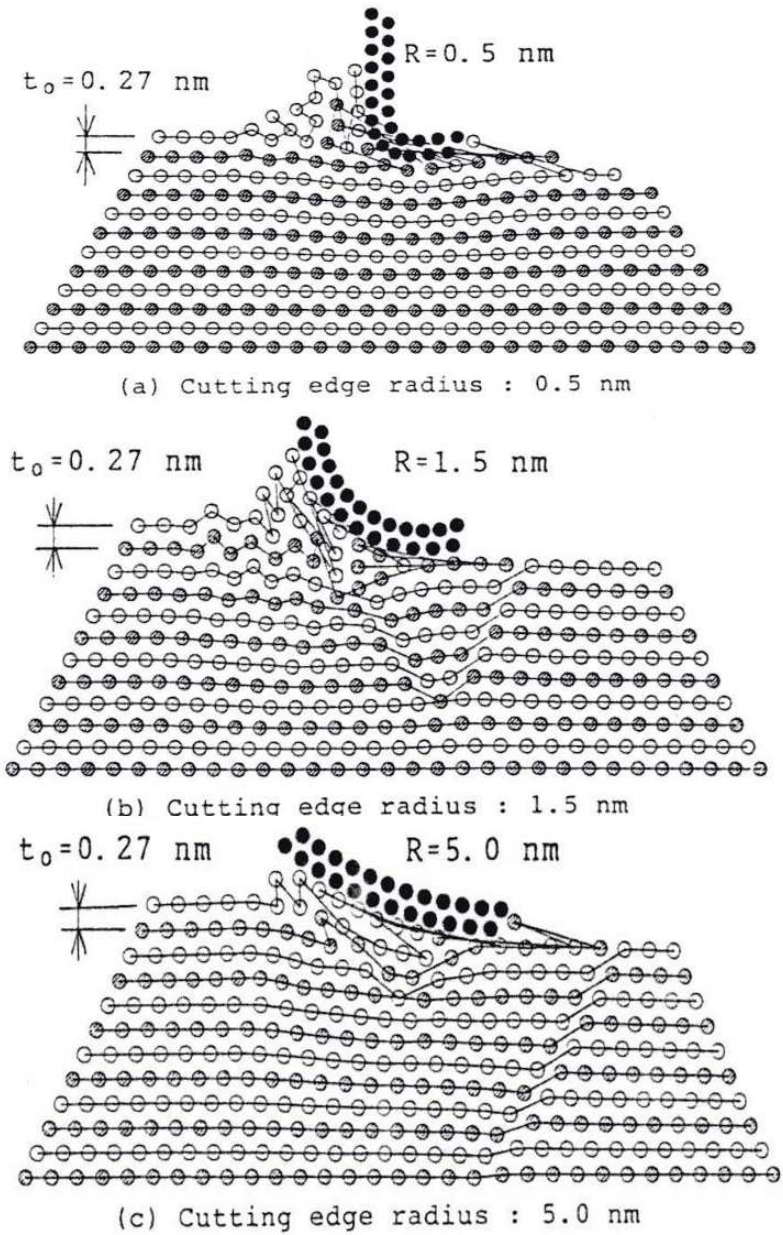 R=0.5 nm
t₀=0.27 nm
(a) Cutting edge radius : 0.5 nm
t₀=0.27 nm
R=1.5 nm
(b) Cutting edge radius : 1.5 nm
t₀=0.27 nm
R=5.0 nm
(c) Cutting edge radius : 5.0 nm